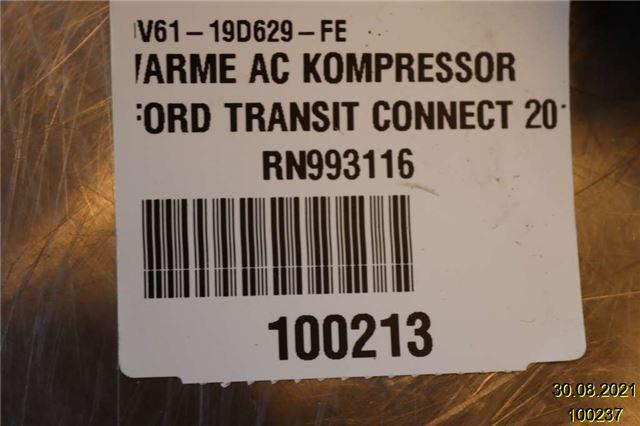 V61-19D629-FE
ARME AC KOMPRESSOR
ORD TRANSIT CONNECT 20
RN993116
100213
30.08.2021
100237